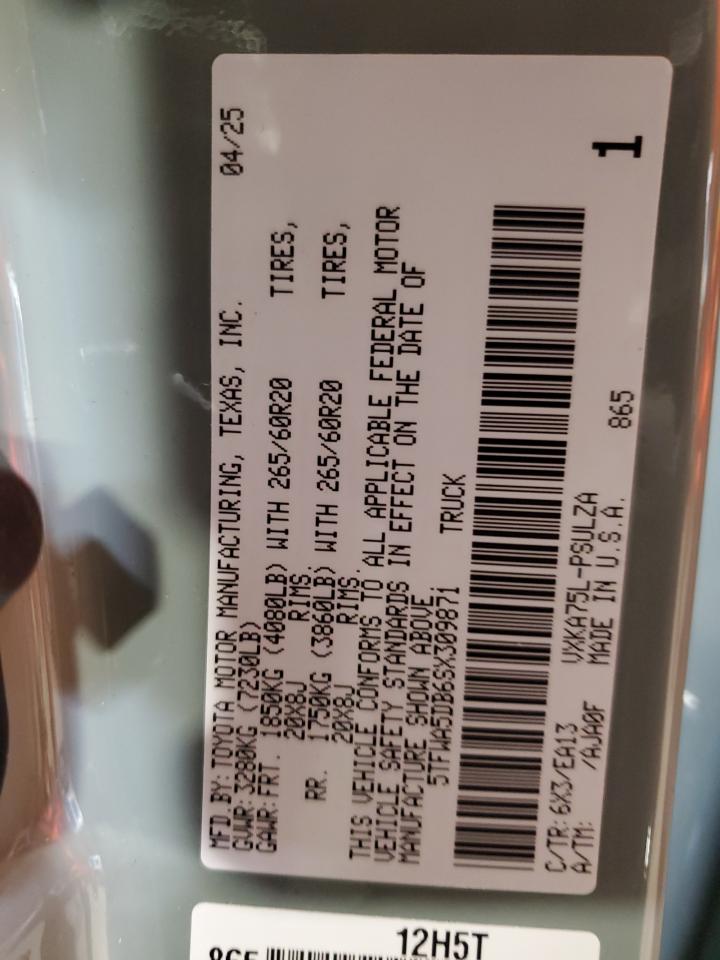 MFD.BY:TOYOTA MOTOR MANUFACTURING, TEXAS, INC. 04/25
GVWR:3280KG (7230LB)
GAWR:FRT. 1850KG (4080LB) WITH 265/60R20 TIRES,
20X8J RIMS
RR. 1750KG (3860LB) WITH 265/60R20 TIRES,
20X8J RIMS.
THIS VEHICLE CONFORMS TO ALL APPLICABLE FEDERAL MOTOR
VEHICLE SAFETY STANDARDS IN EFFECT ON THE DATE OF
MANUFACTURE SHOWN ABOVE.
5TFWA5DB6SX309871 TRUCK
1
C/TR:6X3/EA13 VXKA75L-PSULZA
A/TM: /AJA0F MADE IN U.S.A. 865
12H5T
865